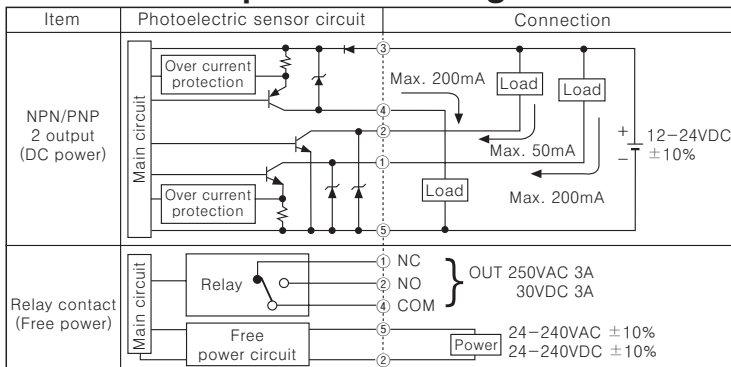 Item
Photoelectric sensor circuit
Connection
NPN/PNP
2 output
(DC power)
Main circuit
Over current
protection
Over current
protection
③
④
②
①
⑤
Max. 200mA
Load
Load
Max. 50mA
Load
Max. 200mA
+
−
12−24VDC
±10%
Relay contact
(Free power)
Main circuit
Relay
① NC
② NO
④ COM
OUT 250VAC 3A
30VDC 3A
Free
power circuit
⑤
②
Power
24−240VAC ±10%
24−240VDC ±10%